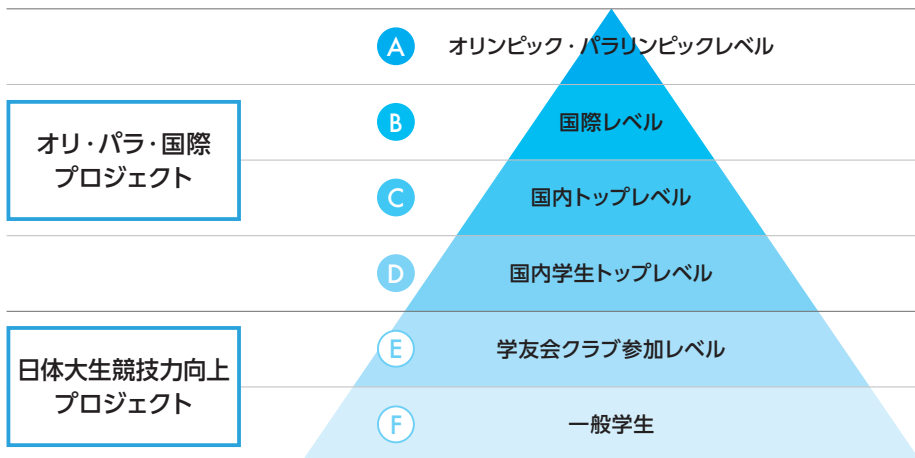 A オリンピック・パラリンピックレベル
B 国際レベル
オリ・パラ・国際
プロジェクト
C 国内トップレベル
D 国内学生トップレベル
E 学友会クラブ参加レベル
日体大生競技力向上
プロジェクト
F 一般学生